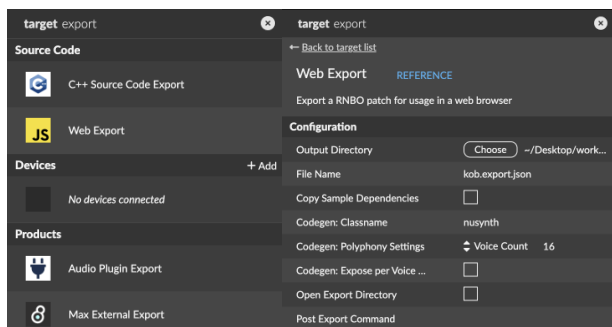 target export
Source Code
C++ Source Code Export
JS
Web Export
Devices
+ Add
No devices connected
Products
Audio Plugin Export
Max External Export
target export
← Back to target list
Web Export REFERENCE
Export a RNBO patch for usage in a web browser
Configuration
Output Directory Choose ~/Desktop/work...
File Name kob.export.json
Copy Sample Dependencies
Codegen: Classname nusynth
Codegen: Polyphony Settings Voice Count 16
Codegen: Expose per Voice ...
Open Export Directory
Post Export Command